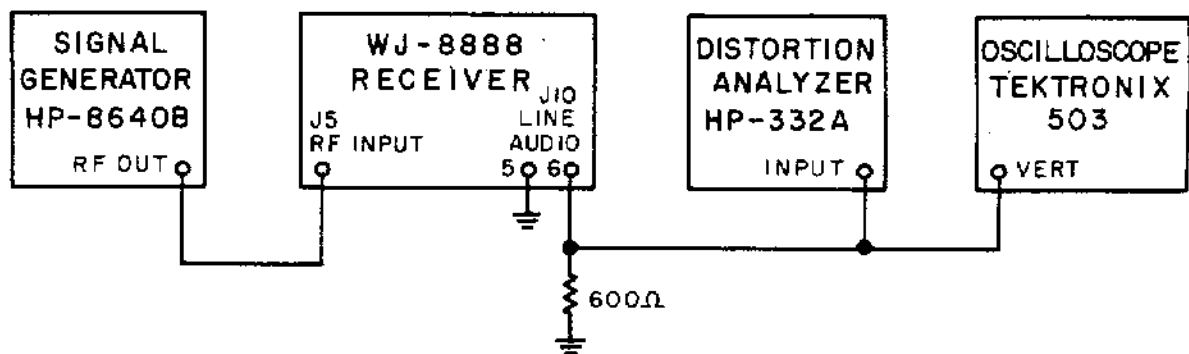 SIGNAL
GENERATOR
HP-8640B
RF OUT
WJ-8888
RECEIVER
J5
RF INPUT
J10
LINE
AUDIO
5
6
DISTORTION
ANALYZER
HP-332A
INPUT
OSCILLOSCOPE
TEKTRONIX
503
VERT
600Ω